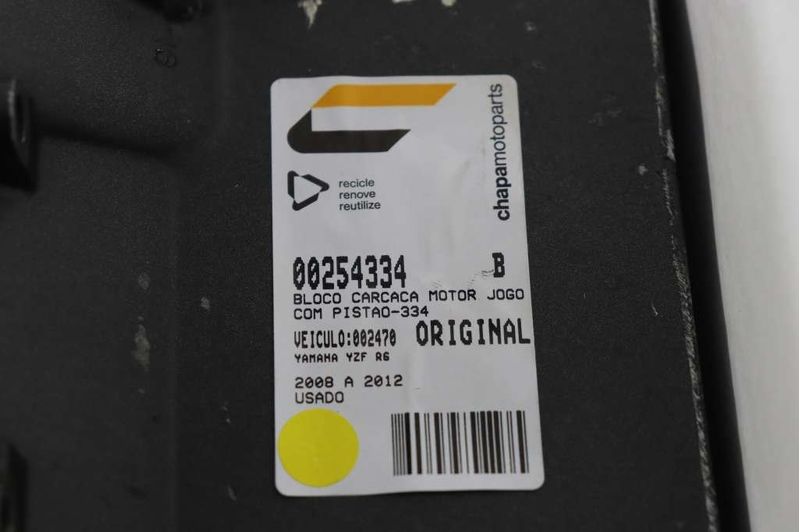 chapamotoparts
recicle
renove
reutilize
00254334 B
BLOCO CARCACA MOTOR JOGO
COM PISTAO-334
VEICULO:002470 ORIGINAL
YAMAHA YZF R6
2008 A 2012
USADO